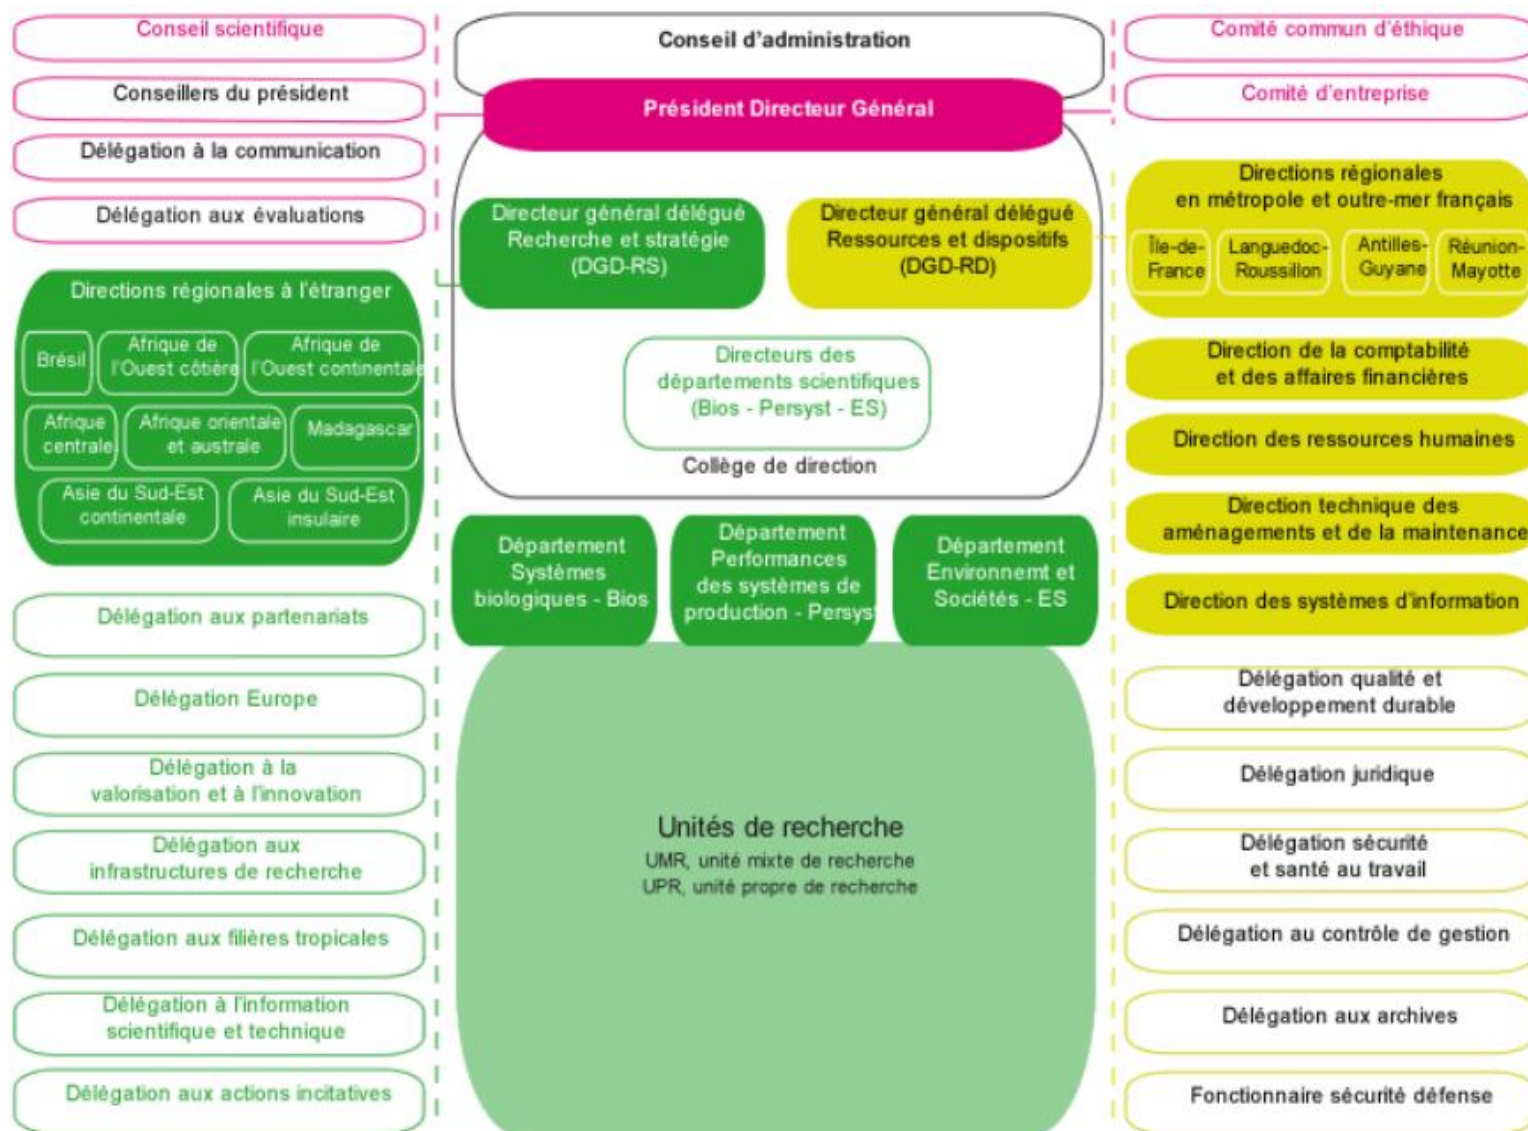 Conseil scientifique
Conseillers du président
Délégation à la communication
Délégation aux évaluations
Directions régionales à l'étranger
Brésil
Afrique de
l'Ouest côtière
Afrique de
l'Ouest continentale
Afrique
centrale
Afrique orientale
et australe
Madagascar
Asie du Sud-Est
continentale
Asie du Sud-Est
insulaire
Délégation aux partenariats
Délégation Europe
Délégation à la
valorisation et à l'innovation
Délégation aux
infrastructures de recherche
Délégation aux filières tropicales
Délégation à l'information
scientifique et technique
Délégation aux actions incitatives
Conseil d'administration
Président Directeur Général
Directeur général délégué
Recherche et stratégie
(DGD-RS)
Directeur général délégué
Ressources et dispositifs
(DGD-RD)
Directeurs des
départements scientifiques
(Bios - Persyst - ES)
Collège de direction
Département
Systèmes
biologiques - Bios
Département
Performances
des systèmes de
production - Persyst
Département
Environnemt et
Sociétés - ES
Unités de recherche
UMR, unité mixte de recherche
UPR, unité propre de recherche
Comité commun d'éthique
Comité d'entreprise
Directions régionales
en métropole et outre-mer français
Île-de-
France
Languedoc-
Roussillon
Antilles-
Guyane
Réunion-
Mayotte
Direction de la comptabilité
et des affaires financières
Direction des ressources humaines
Direction technique des
aménagements et de la maintenance
Direction des systèmes d'information
Délégation qualité et
développement durable
Délégation juridique
Délégation sécurité
et santé au travail
Délégation au contrôle de gestion
Délégation aux archives
Fonctionnaire sécurité défense